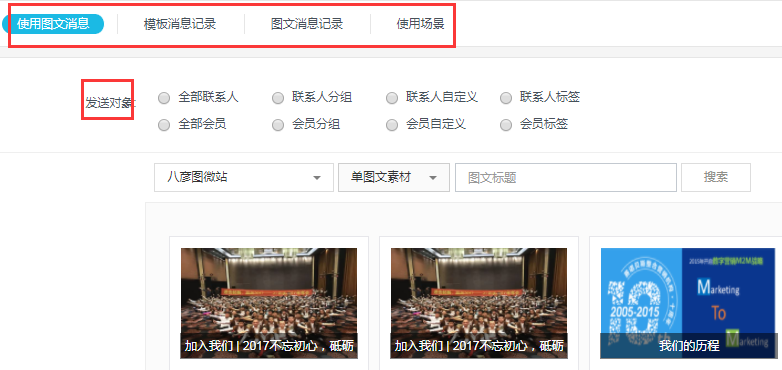 使用图文消息 模板消息记录 图文消息记录 使用场景
发送对象:
全部联系人 联系人分组 联系人自定义 联系人标签
全部会员 会员分组 会员自定义 会员标签
八彦图微站 单图文素材 图文标题 搜索
加入我们 | 2017不忘初心，砥砺
加入我们 | 2017不忘初心，砥砺
2005-2015
Marketing
To
Marketing
我们的历程